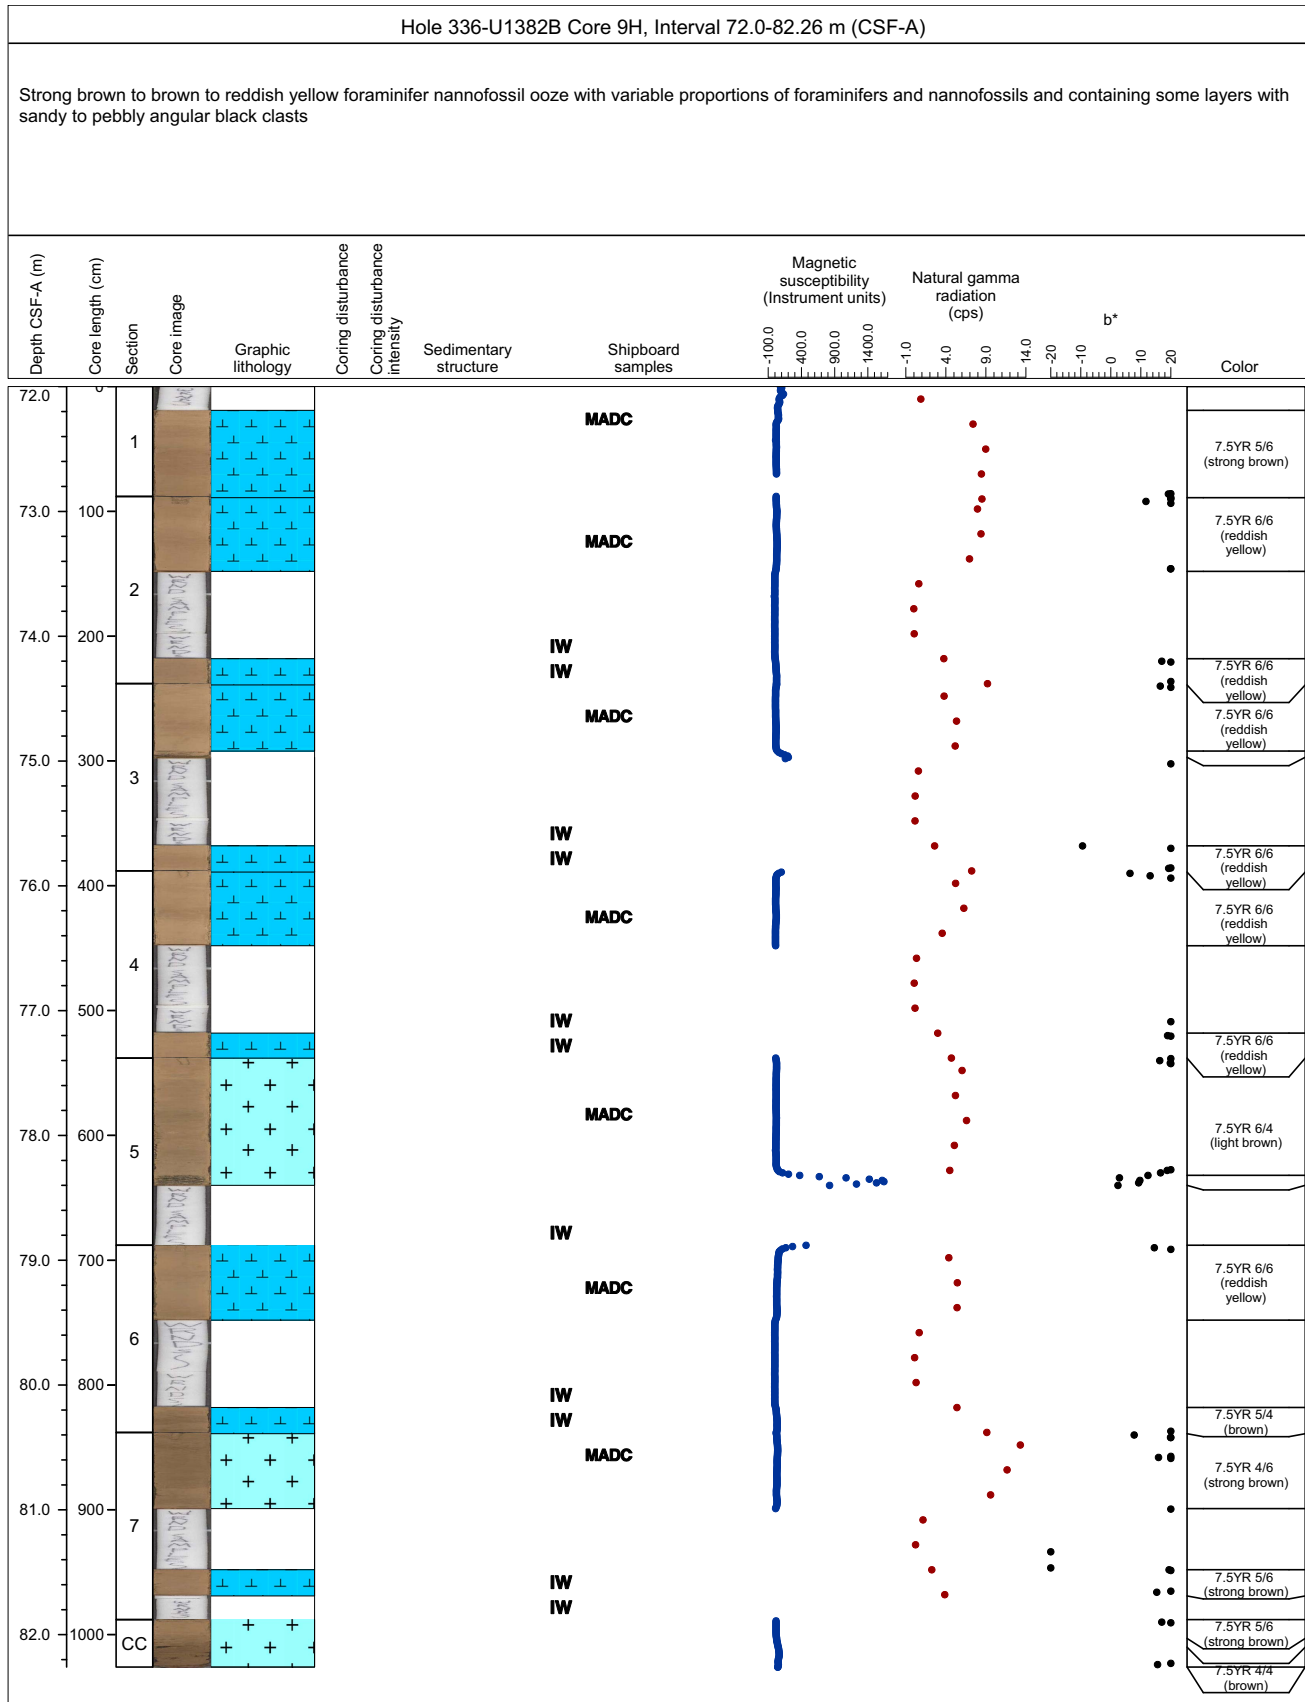 Hole 336-U1382B Core 9H, Interval 72.0-82.26 m (CSF-A)
Strong brown to brown to reddish yellow foraminifer nannofossil ooze with variable proportions of foraminifers and nannofossils and containing some layers with
sandy to pebbly angular black clasts
Depth CSF-A (m)
Core length (cm)
Section
Core image
Graphic
lithology
Coring disturbance
Coring disturbance
intensity
Sedimentary
structure
Shipboard
samples
Magnetic
susceptibility
(Instrument units)
-100.0 400.0 900.0 1400.0
Natural gamma
radiation
(cps)
-1.0 4.0 9.0 14.0
b*
-20 -10 0 10 20
Color
72.0
73.0
74.0
75.0
76.0
77.0
78.0
79.0
80.0
81.0
82.0
0
100
200
300
400
500
600
700
800
900
1000
1
2
3
4
5
6
7
CC
MADC
MADC
IW
IW
MADC
IW
IW
MADC
IW
IW
MADC
IW
MADC
IW
IW
MADC
IW
IW
7.5YR 5/6
(strong brown)
7.5YR 6/6
(reddish
yellow)
7.5YR 6/6
(reddish
yellow)
7.5YR 6/6
(reddish
yellow)
7.5YR 6/6
(reddish
yellow)
7.5YR 6/6
(reddish
yellow)
7.5YR 6/6
(reddish
yellow)
7.5YR 6/4
(light brown)
7.5YR 6/6
(reddish
yellow)
7.5YR 5/4
(brown)
7.5YR 4/6
(strong brown)
7.5YR 5/6
(strong brown)
7.5YR 5/6
(strong brown)
7.5YR 4/4
(brown)